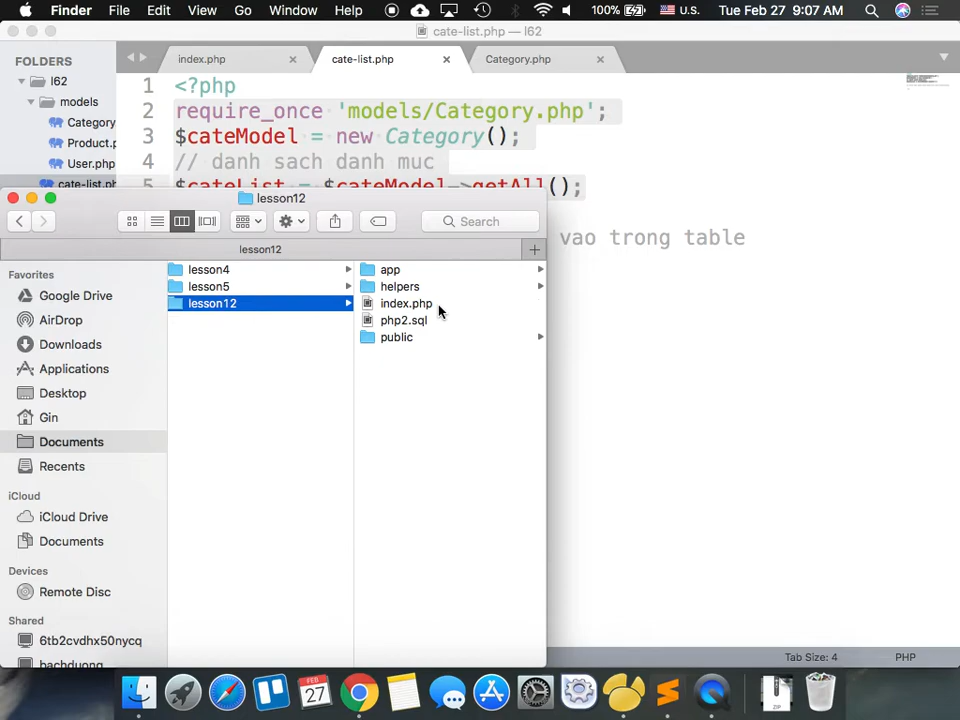 Finder File Edit View Go Window Help 100% U.S. Tue Feb 27 9:07 AM
cate-list.php — l62
FOLDERS
l62
models
Category
Product.p
User.php
cate-list.ph
index.php
cate-list.php
Category.php
1 <?php
2 require_once 'models/Category.php';
3 $cateModel = new Category();
4 // danh sach danh muc
5 $cateList = $cateModel->getAll();
vao trong table
lesson12
Search
lesson12
Favorites
Google Drive
AirDrop
Downloads
Applications
Desktop
Gin
Documents
Recents
iCloud
iCloud Drive
Documents
Devices
Remote Disc
Shared
6tb2cvdhx50nycq
bachduong
lesson4
lesson5
lesson12
app
helpers
index.php
php2.sql
public
Tab Size: 4 PHP
FEB
27
ZIP